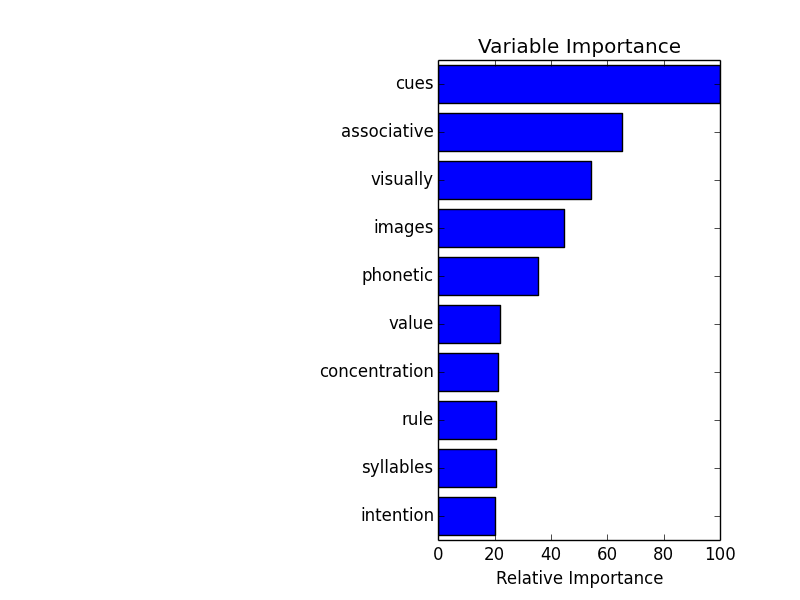 Variable Importance
cues
associative
visually
images
phonetic
value
concentration
rule
syllables
intention
0 20 40 60 80 100
Relative Importance